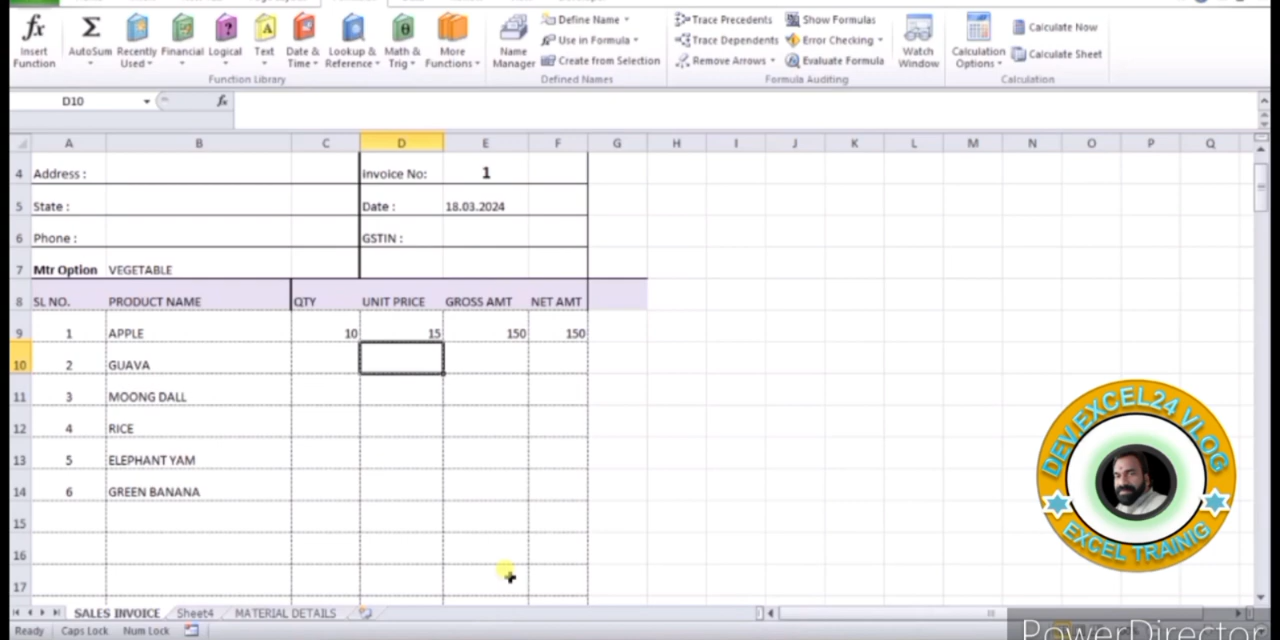 Insert Function
AutoSum
Recently Used
Financial
Logical
Text
Date & Time
Lookup & Reference
Math & Trig
More Functions
Function Library
Name Manager
Define Name
Use in Formula
Create from Selection
Defined Names
Trace Precedents
Trace Dependents
Remove Arrows
Show Formulas
Error Checking
Evaluate Formula
Formula Auditing
Watch Window
Calculation Options
Calculate Now
Calculate Sheet
Calculation
D10 fx
A B C D E F G H I J K L M N O P Q
4 Address : Invoice No: 1
5 State : Date : 18.03.2024
6 Phone : GSTIN :
7 Mtr Option VEGETABLE
8 SL NO. PRODUCT NAME QTY UNIT PRICE GROSS AMT NET AMT
9 1 APPLE 10 15 150 150
10 2 GUAVA
11 3 MOONG DALL
12 4 RICE
13 5 ELEPHANT YAM
14 6 GREEN BANANA
15
16
17
DEV.EXCEL24 VLOG
EXCEL TRAINIG
SALES INVOICE Sheet4 MATERIAL DETAILS
Ready Caps Lock Num Lock
PowerDirector